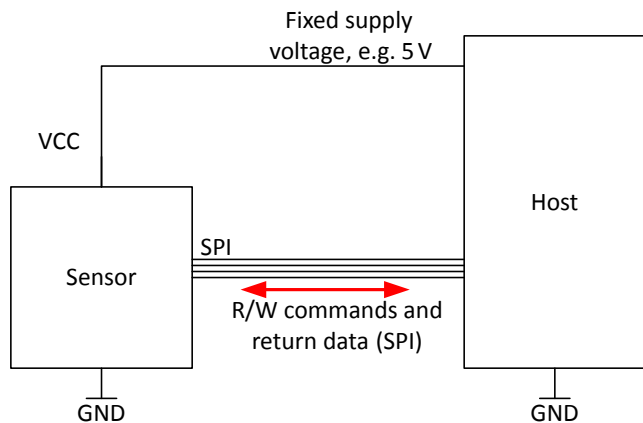 Fixed supply
voltage, e.g. 5 V
VCC
Host
SPI
Sensor
R/W commands and
return data (SPI)
GND
GND